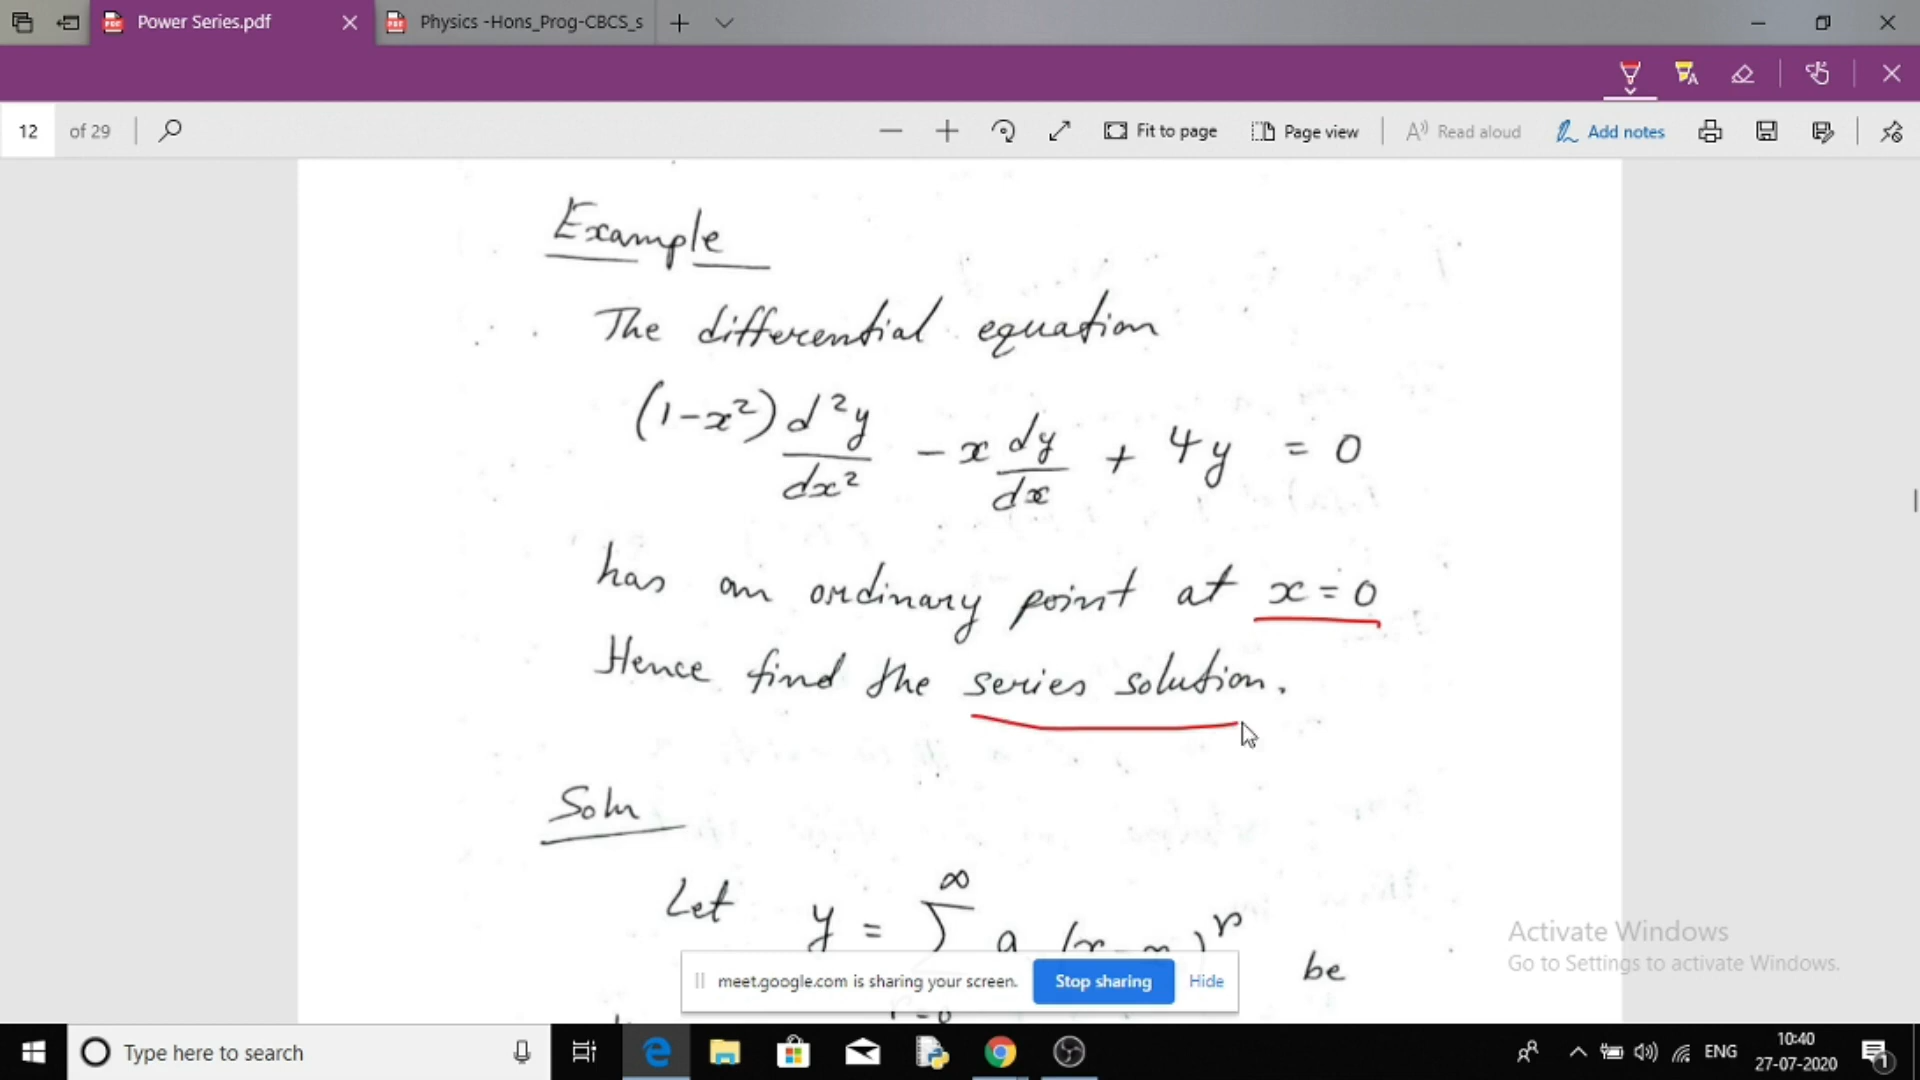 Power Series.pdf
Physics -Hons_Prog-CBCS_s
12 of 29
Fit to page
Page view
Read aloud
Add notes
Example
The differential equation
(1-x²) d²y/dx² - x dy/dx + 4y = 0
has an ordinary point at x=0
Hence find the series solution.
Soln
Let y = ∞ Σ a (x-x )^r be
meet.google.com is sharing your screen.
Stop sharing
Hide
Activate Windows
Go to Settings to activate Windows.
Type here to search
ENG
10:40
27-07-2020
1